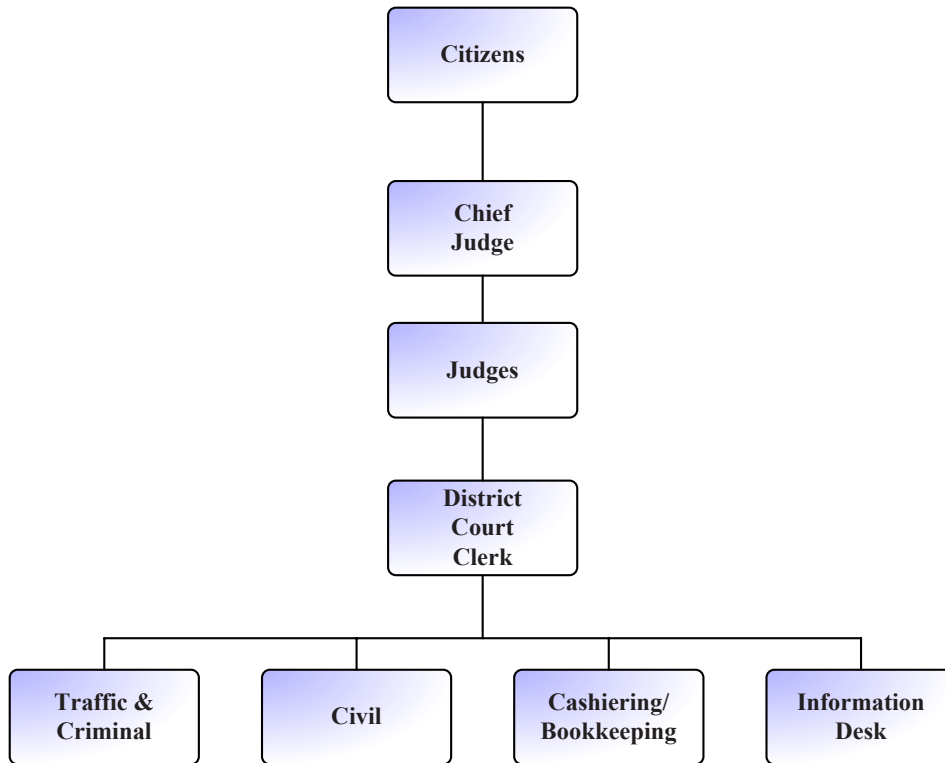 Citizens
Chief
Judge
Judges
District
Court
Clerk
Traffic &
Criminal
Civil
Cashiering/
Bookkeeping
Information
Desk